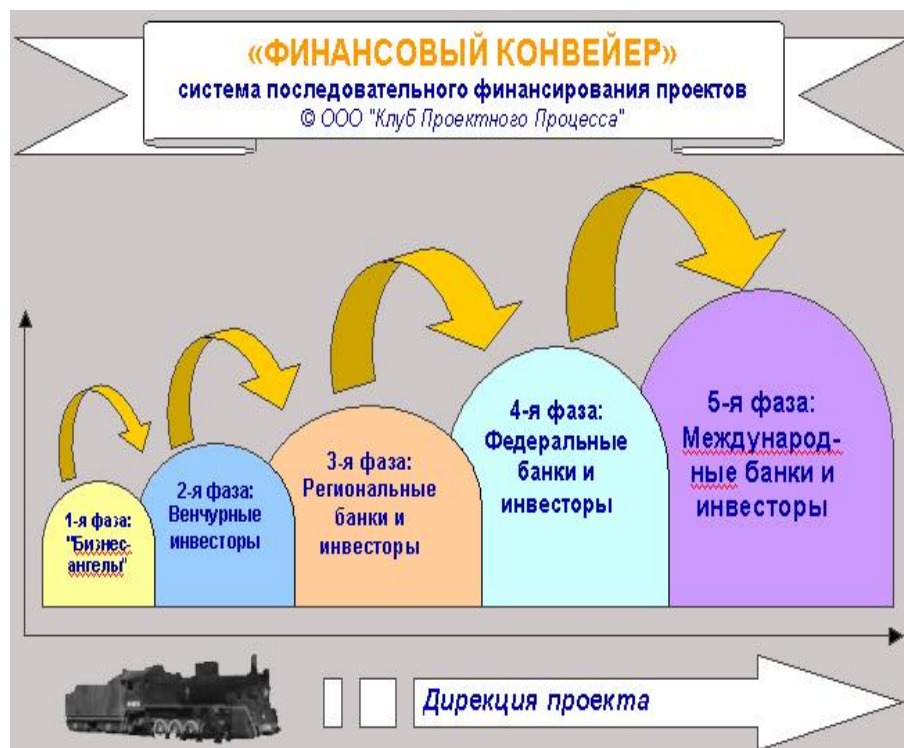 «ФИНАНСОВЫЙ КОНВЕЙЕР»
система последовательного финансирования проектов
© ООО "Клуб Проектного Процесса"
1-я фаза:
"Бизнес-
ангелы"
2-я фаза:
Венчурные
инвесторы
3-я фаза:
Региональные
банки и
инвесторы
4-я фаза:
Федеральные
банки и
инвесторы
5-я фаза:
Международ-
ные банки и
инвесторы
Дирекция проекта